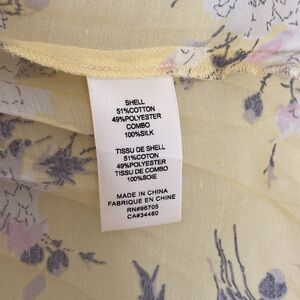 SHELL
51%COTTON
49%POLYESTER
COMBO
100%SILK
TISSU DE SHELL
51%COTON
49%POLYESTER
TISSU DE COMBO
100%SOIE
MADE IN CHINA
FABRIQUE EN CHINE
RN#96705
CA#34460